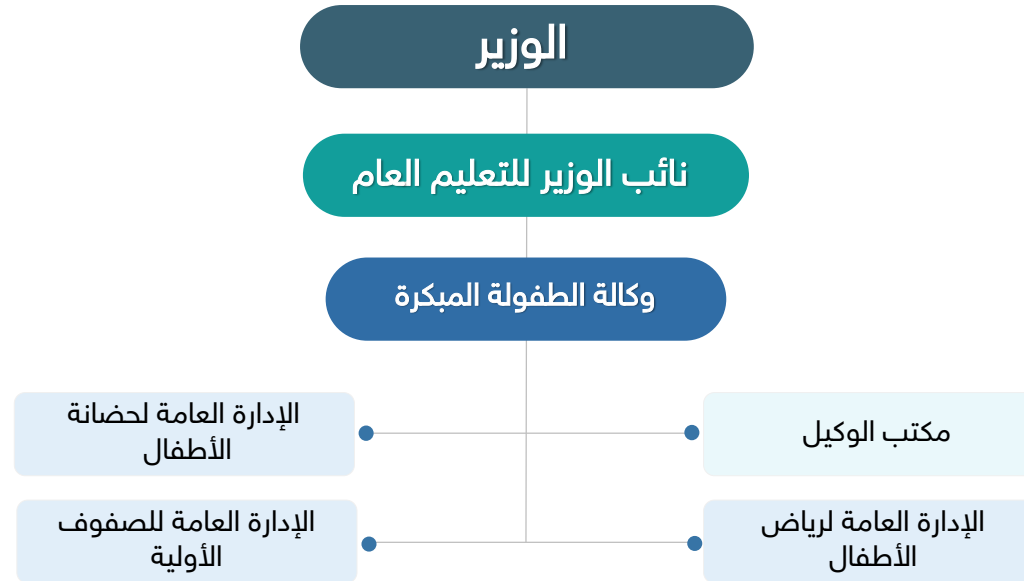 الوزير
نائب الوزير للتعليم العام
وكالة الطفولة المبكرة
مكتب الوكيل
الإدارة العامة لحضانة
الأطفال
الإدارة العامة لرياض
الأطفال
الإدارة العامة للصفوف
الأولية